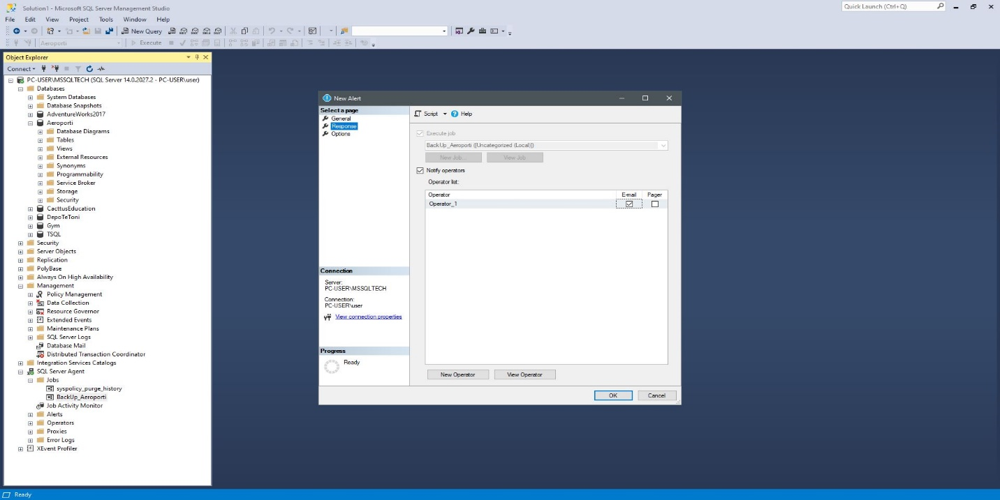 Solution1 - Microsoft SQL Server Management Studio
Quick Launch (Ctrl+Q)
File Edit View Project Tools Window Help
New Query
Aeroporti Execute
Object Explorer
Connect
PC-USER\MSSQLTECH (SQL Server 14.0.2027.2 - PC-USER\user)
Databases
System Databases
Database Snapshots
AdventureWorks2017
Aeroporti
Database Diagrams
Tables
Views
External Resources
Synonyms
Programmability
Service Broker
Storage
Security
CacttusEducation
DepoTeToni
Gym
TSQL
Security
Server Objects
Replication
PolyBase
Always On High Availability
Management
Policy Management
Data Collection
Resource Governor
Extended Events
Maintenance Plans
SQL Server Logs
Database Mail
Distributed Transaction Coordinator
Integration Services Catalogs
SQL Server Agent
Jobs
syspolicy_purge_history
BackUp_Aeroporti
Job Activity Monitor
Alerts
Operators
Proxies
Error Logs
XEvent Profiler
New Alert
Select a page
General
Response
Options
Connection
Server:
PC-USER\MSSQLTECH
Connection:
PC-USER\user
View connection properties
Progress
Ready
Script Help
Execute job
BackUp_Aeroporti ([Uncategorized (Local)])
New Job... View Job
Notify operators
Operator list:
Operator E-mail Pager
Operator_1
New Operator View Operator
OK Cancel
Ready